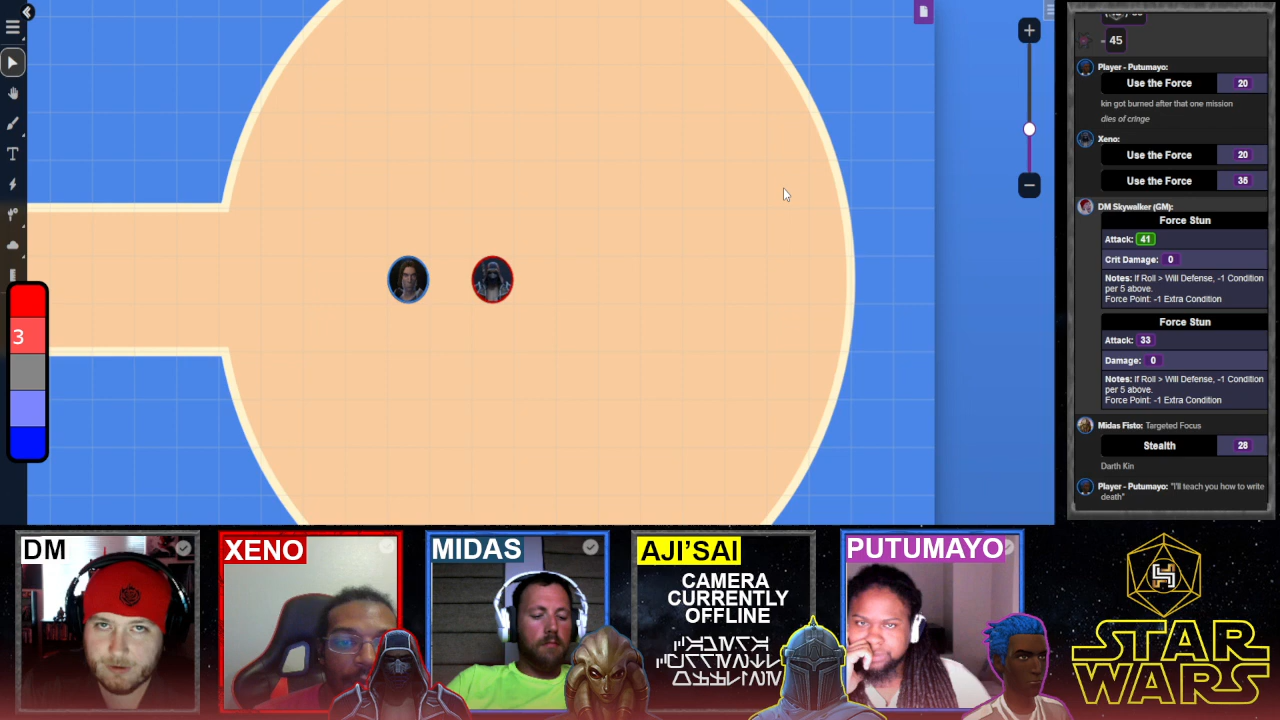 - 45
Player - Putumayo:
Use the Force 20
kin got burned after that one mission
dies of cringe
Xeno:
Use the Force 20
Use the Force 35
DM Skywalker (GM):
Force Stun
Attack: 41
Crit Damage: 0
Notes: If Roll > Will Defense, -1 Condition
per 5 above.
Force Point: -1 Extra Condition
Force Stun
Attack: 33
Damage: 0
Notes: If Roll > Will Defense, -1 Condition
per 5 above.
Force Point: -1 Extra Condition
Midas Fisto: Targeted Focus
Stealth 28
Darth Kin
Player - Putumayo: "I'll teach you how to write
death"
3
DM
XENO
MIDAS
AJI'SAI
CAMERA
CURRENTLY
OFFLINE
PUTUMAYO
STAR
WARS